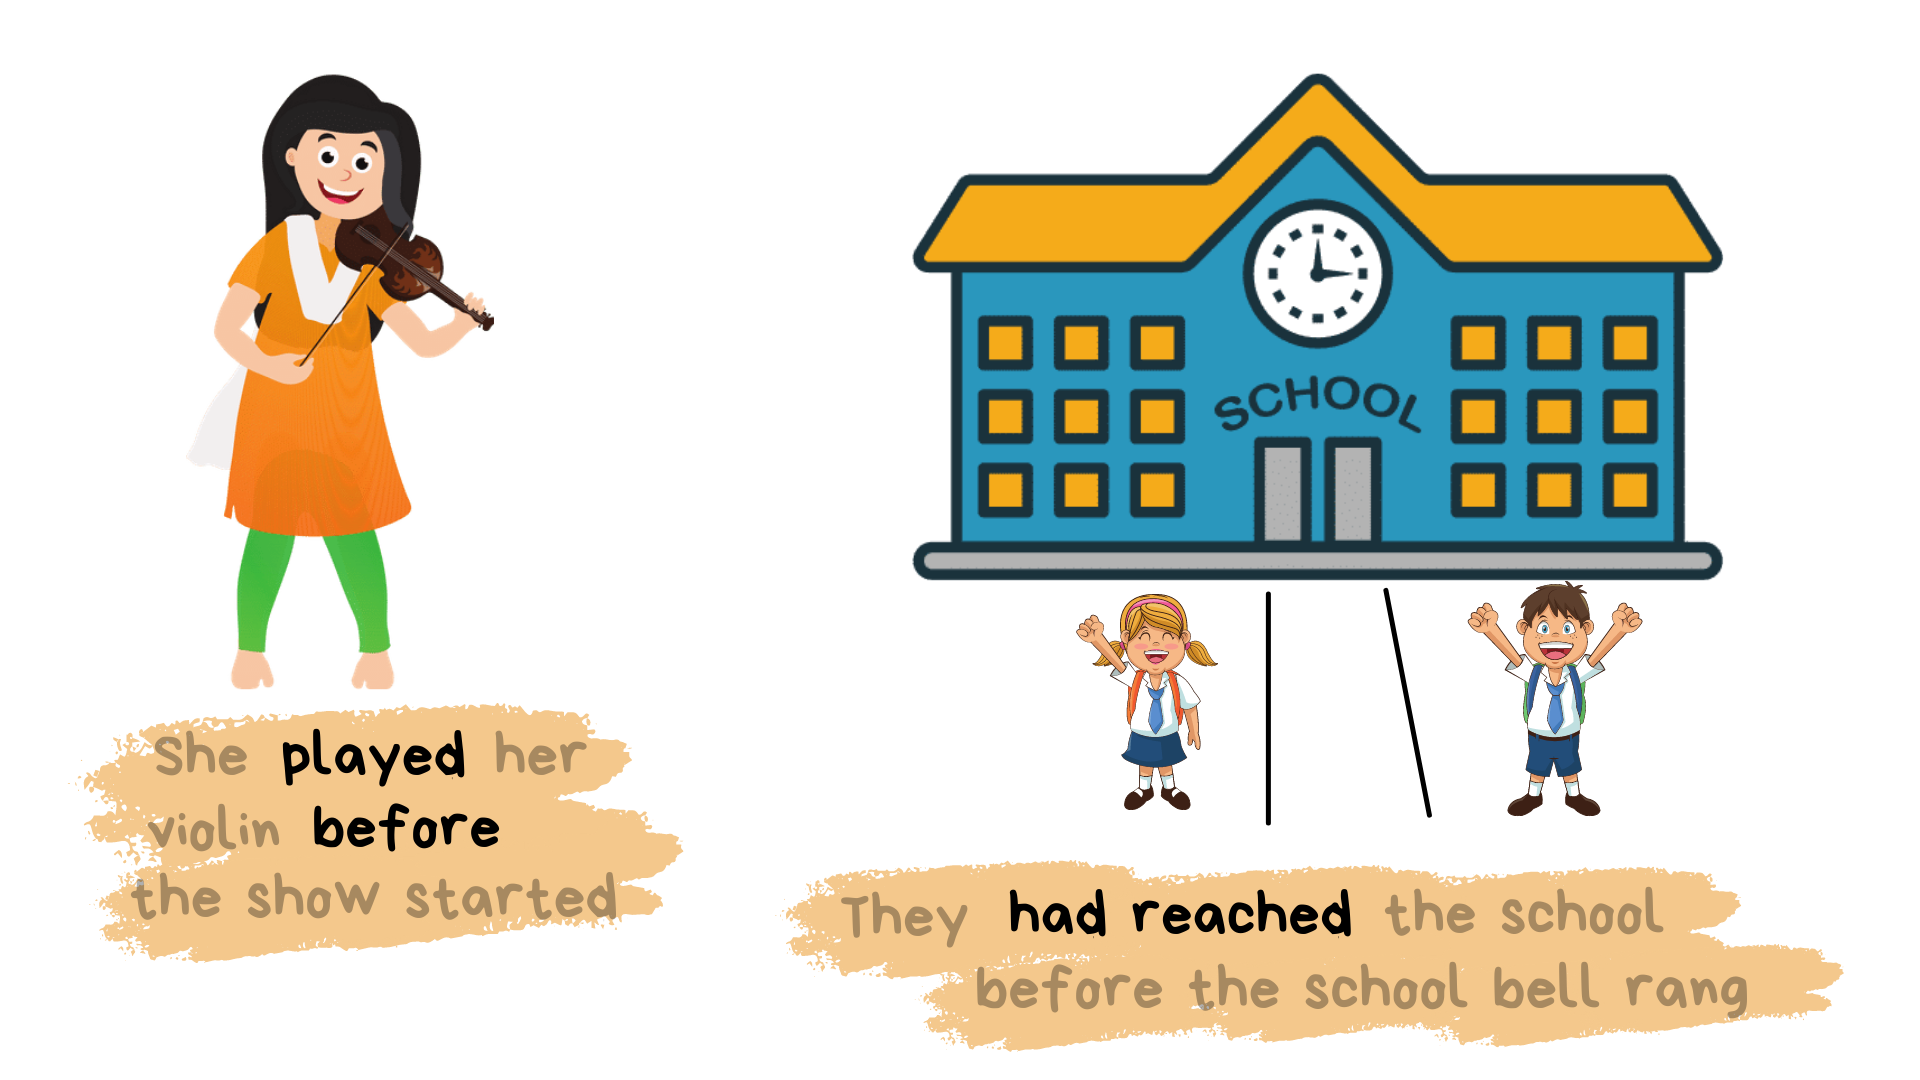 SCHOOL
She played her
violin before
the show started
They had reached the school
before the school bell rang